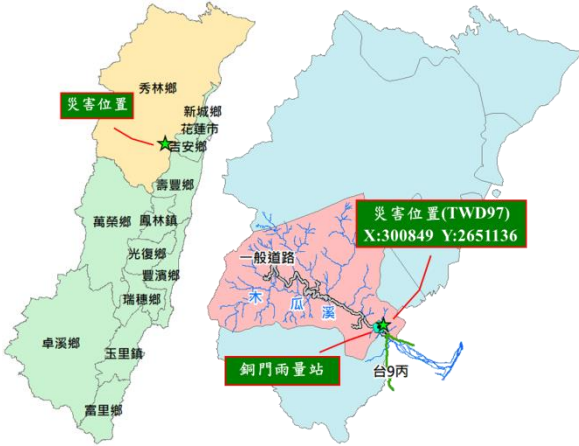 秀林鄉
災害位置
新城鄉
花蓮市
吉安鄉
壽豐鄉
萬榮鄉
鳳林鎮
光復鄉
豐濱鄉
瑞穗鄉
卓溪鄉
玉里鎮
富里鄉
災害位置(TWD97)
X:300849 Y:2651136
一般道路
木瓜溪
銅門雨量站
台9丙